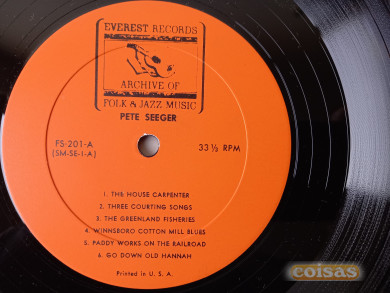 EVEREST RECORDS
ARCHIVE OF
FOLK & JAZZ MUSIC
PETE SEEGER
FS-201-A
(SM-SE-1-A)
33 ⅓ RPM
1. THE HOUSE CARPENTER
2. THREE COURTING SONGS
3. THE GREENLAND FISHERIES
4. WINNSBORO COTTON MILL BLUES
5. PADDY WORKS ON THE RAILROAD
6. GO DOWN OLD HANNAH
Printed in U. S. A.
coisas